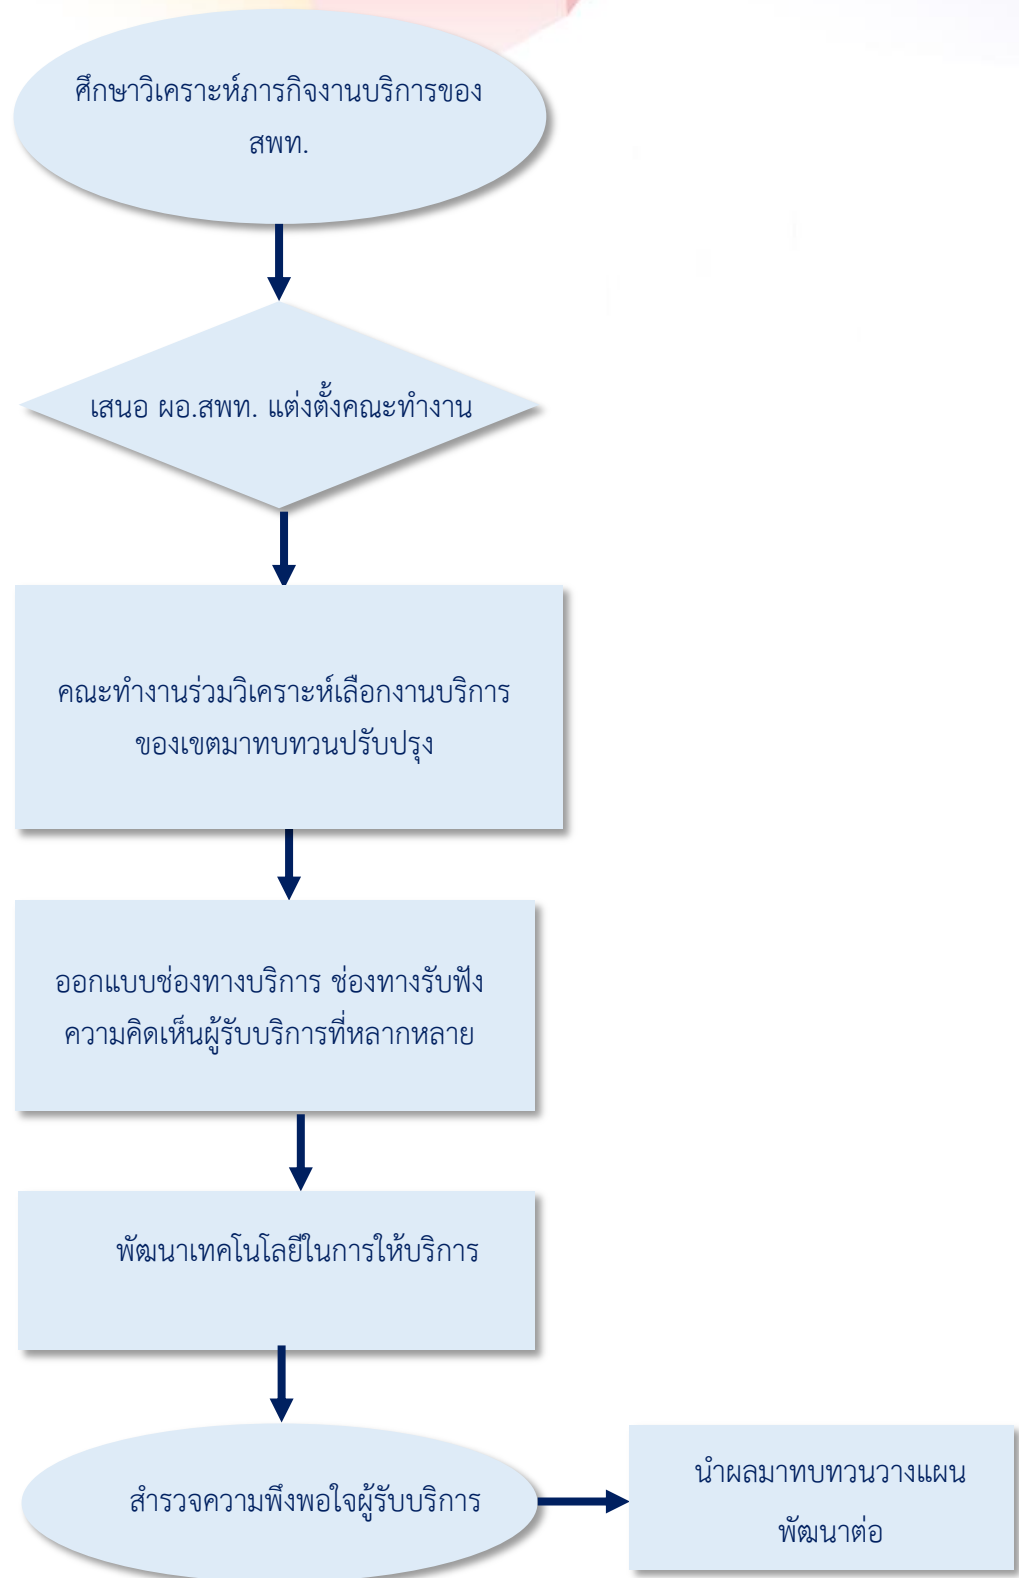 ศึกษาวิเคราะห์ภารกิจงานบริการของ
สพท.
เสนอ ผอ.สพท. แต่งตั้งคณะทำงาน
คณะทำงานร่วมวิเคราะห์เลือกงานบริการ
ของเขตมาทบทวนปรับปรุง
ออกแบบช่องทางบริการ ช่องทางรับฟัง
ความคิดเห็นผู้รับบริการที่หลากหลาย
พัฒนาเทคโนโลยีในการให้บริการ
สำรวจความพึงพอใจผู้รับบริการ
นำผลมาทบทวนวางแผน
พัฒนาต่อ